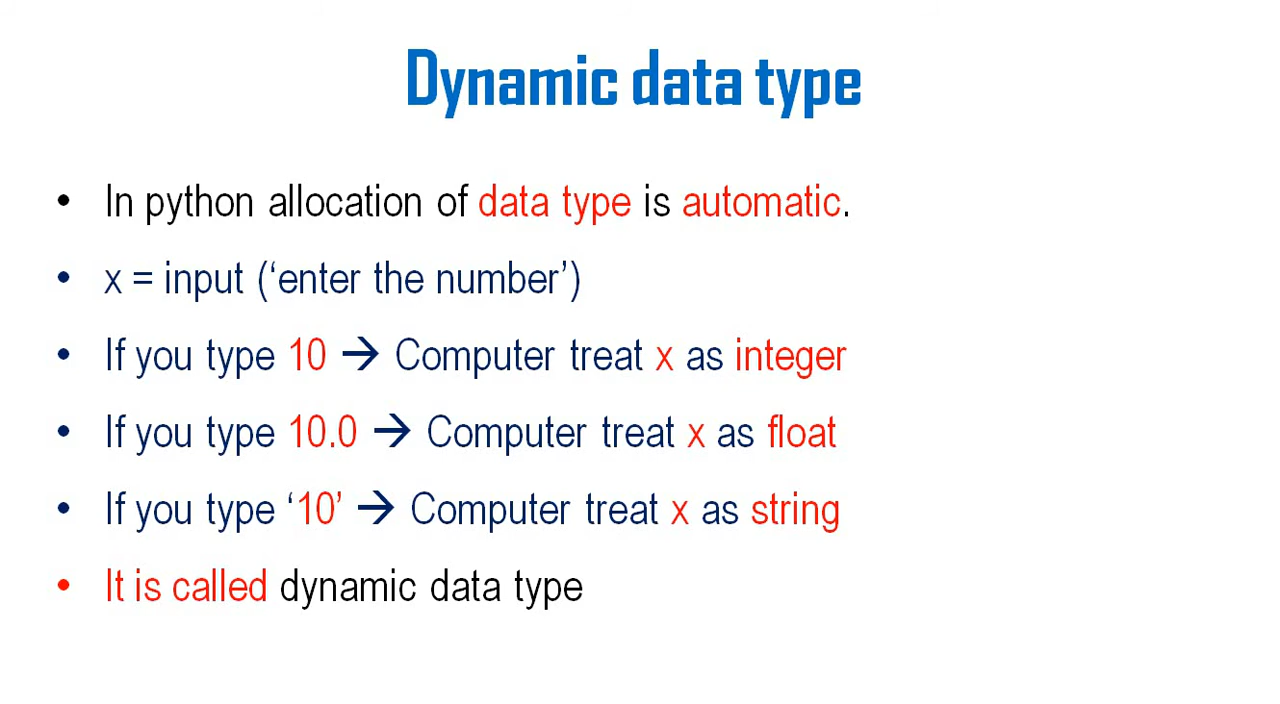 Dynamic data type
• In python allocation of data type is automatic.
• x = input (‘enter the number’)
• If you type 10 → Computer treat x as integer
• If you type 10.0 → Computer treat x as float
• If you type ‘10’ → Computer treat x as string
• It is called dynamic data type